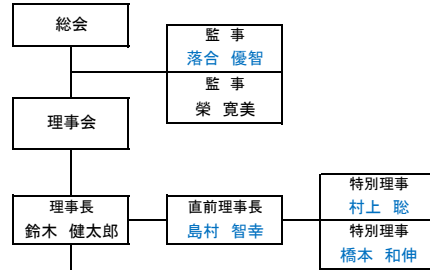 総会
監　事
落合　優智
監　事
榮　寛美
理事会
理事長
鈴木　健太郎
直前理事長
島村　智幸
特別理事
村上　聡
特別理事
橋本　和伸